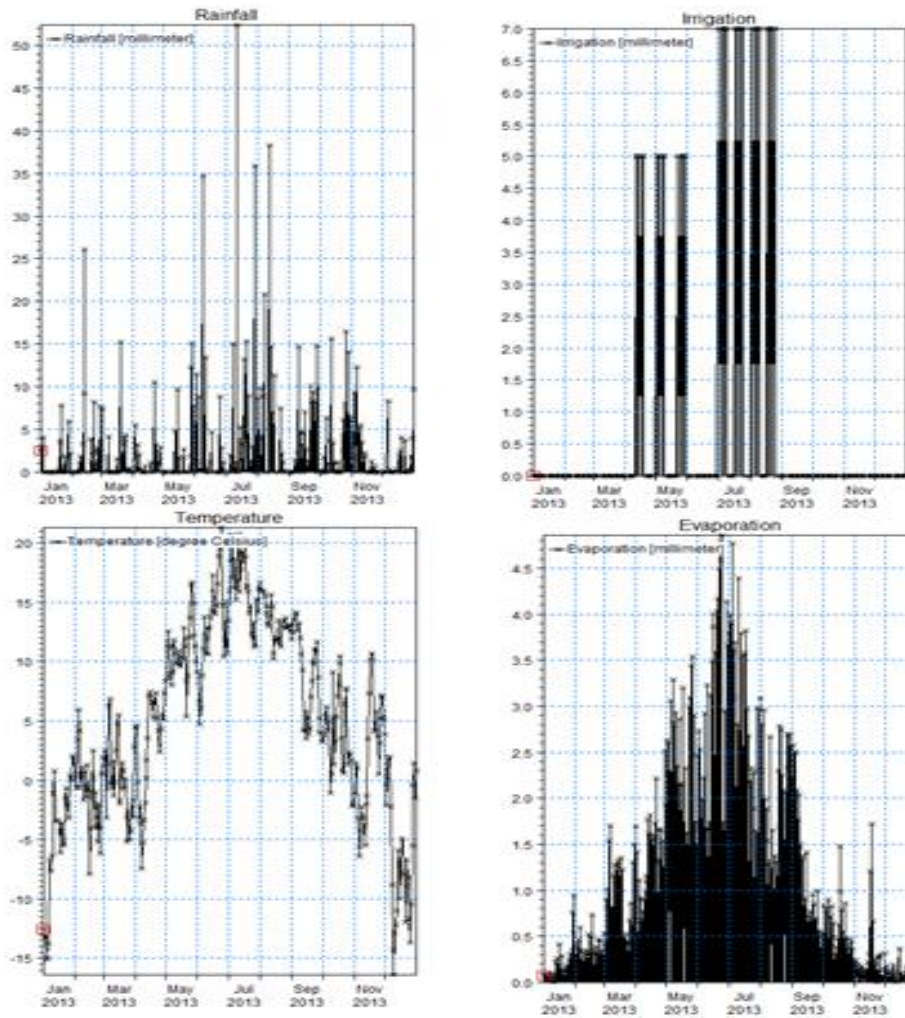 Rainfall
Rainfall [millimeter]
50
45
40
35
30
25
20
15
10
5
0
Jan Mar May Jul Sep Nov
2013 2013 2013 2013 2013 2013
Irrigation
Irrigation [millimeter]
7.0
6.5
6.0
5.5
5.0
4.5
4.0
3.5
3.0
2.5
2.0
1.5
1.0
0.5
0.0
Jan Mar May Jul Sep Nov
2013 2013 2013 2013 2013 2013
Temperature
Temperature [degree Celsius]
20
15
10
5
0
-5
-10
-15
Jan Mar May Jul Sep Nov
2013 2013 2013 2013 2013 2013
Evaporation
Evaporation [millimeter
4.5
4.0
3.5
3.0
2.5
2.0
1.5
1.0
0.5
0.0
Jan Mar May Jul Sep Nov
2013 2013 2013 2013 2013 2013